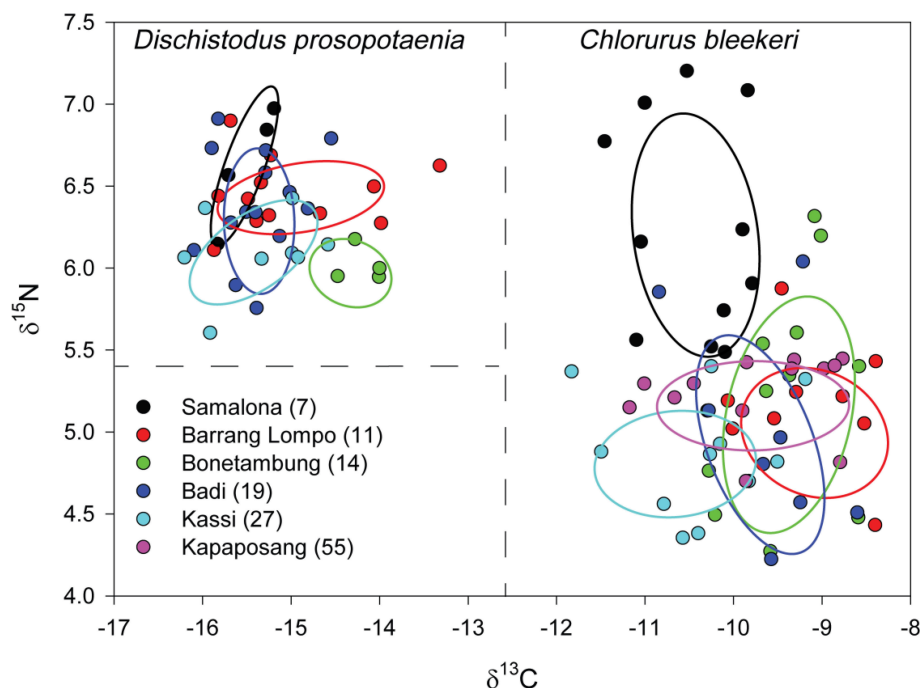 Dischistodus prosopotaenia
Chlorurus bleekeri
7.5
7.0
6.5
6.0
5.5
5.0
4.5
4.0
δ15N
Samalona (7)
Barrang Lompo (11)
Bonetambung (14)
Badi (19)
Kassi (27)
Kapaposang (55)
-17 -16 -15 -14 -13 -12 -11 -10 -9 -8
δ13C